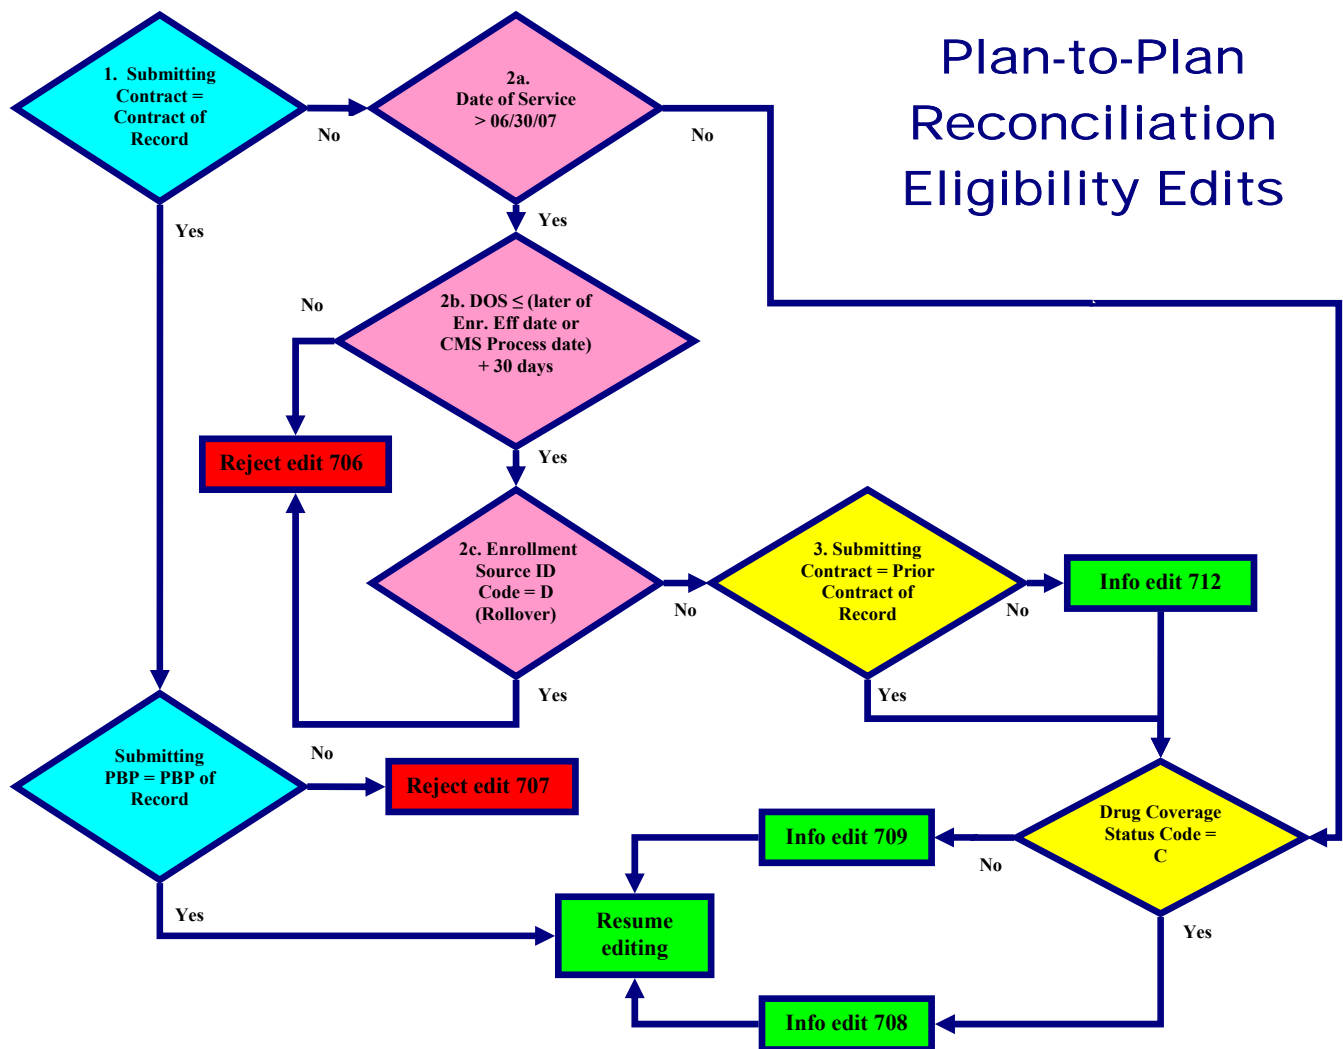 Plan-to-Plan
Reconciliation
Eligibility Edits
1. Submitting
Contract =
Contract of
Record
No
2a.
Date of Service
> 06/30/07
No
Yes
Yes
2b. DOS ≤ (later of
Enr. Eff date or
CMS Process date)
+ 30 days
No
Reject edit 706
Yes
2c. Enrollment
Source ID
Code = D
(Rollover)
No
3. Submitting
Contract = Prior
Contract of
Record
No
Info edit 712
Yes
Yes
Submitting
PBP = PBP of
Record
No
Reject edit 707
Drug Coverage
Status Code =
C
No
Info edit 709
Yes
Resume
editing
Yes
Info edit 708